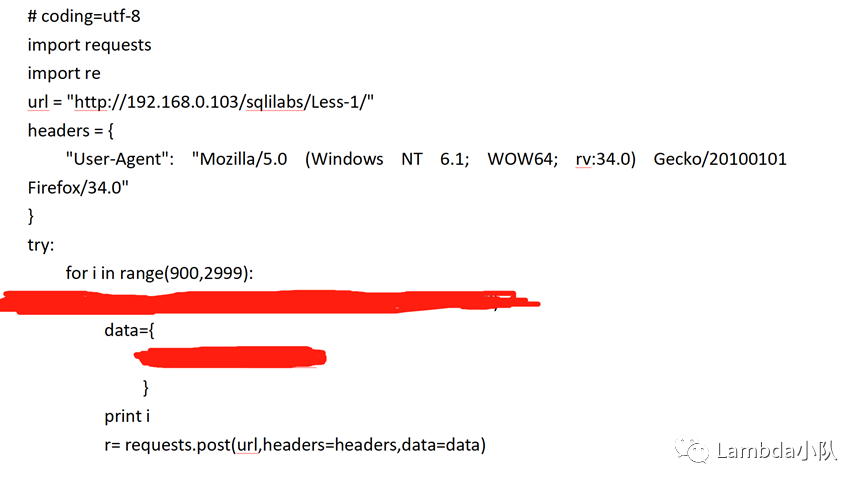 # coding=utf-8
import requests
import re
url = "http://192.168.0.103/sqlilabs/Less-1/"
headers = {
"User-Agent": "Mozilla/5.0 (Windows NT 6.1; WOW64; rv:34.0) Gecko/20100101
Firefox/34.0"
}
try:
for i in range(900,2999):
data={
}
print i
r= requests.post(url,headers=headers,data=data)
Lambda小队